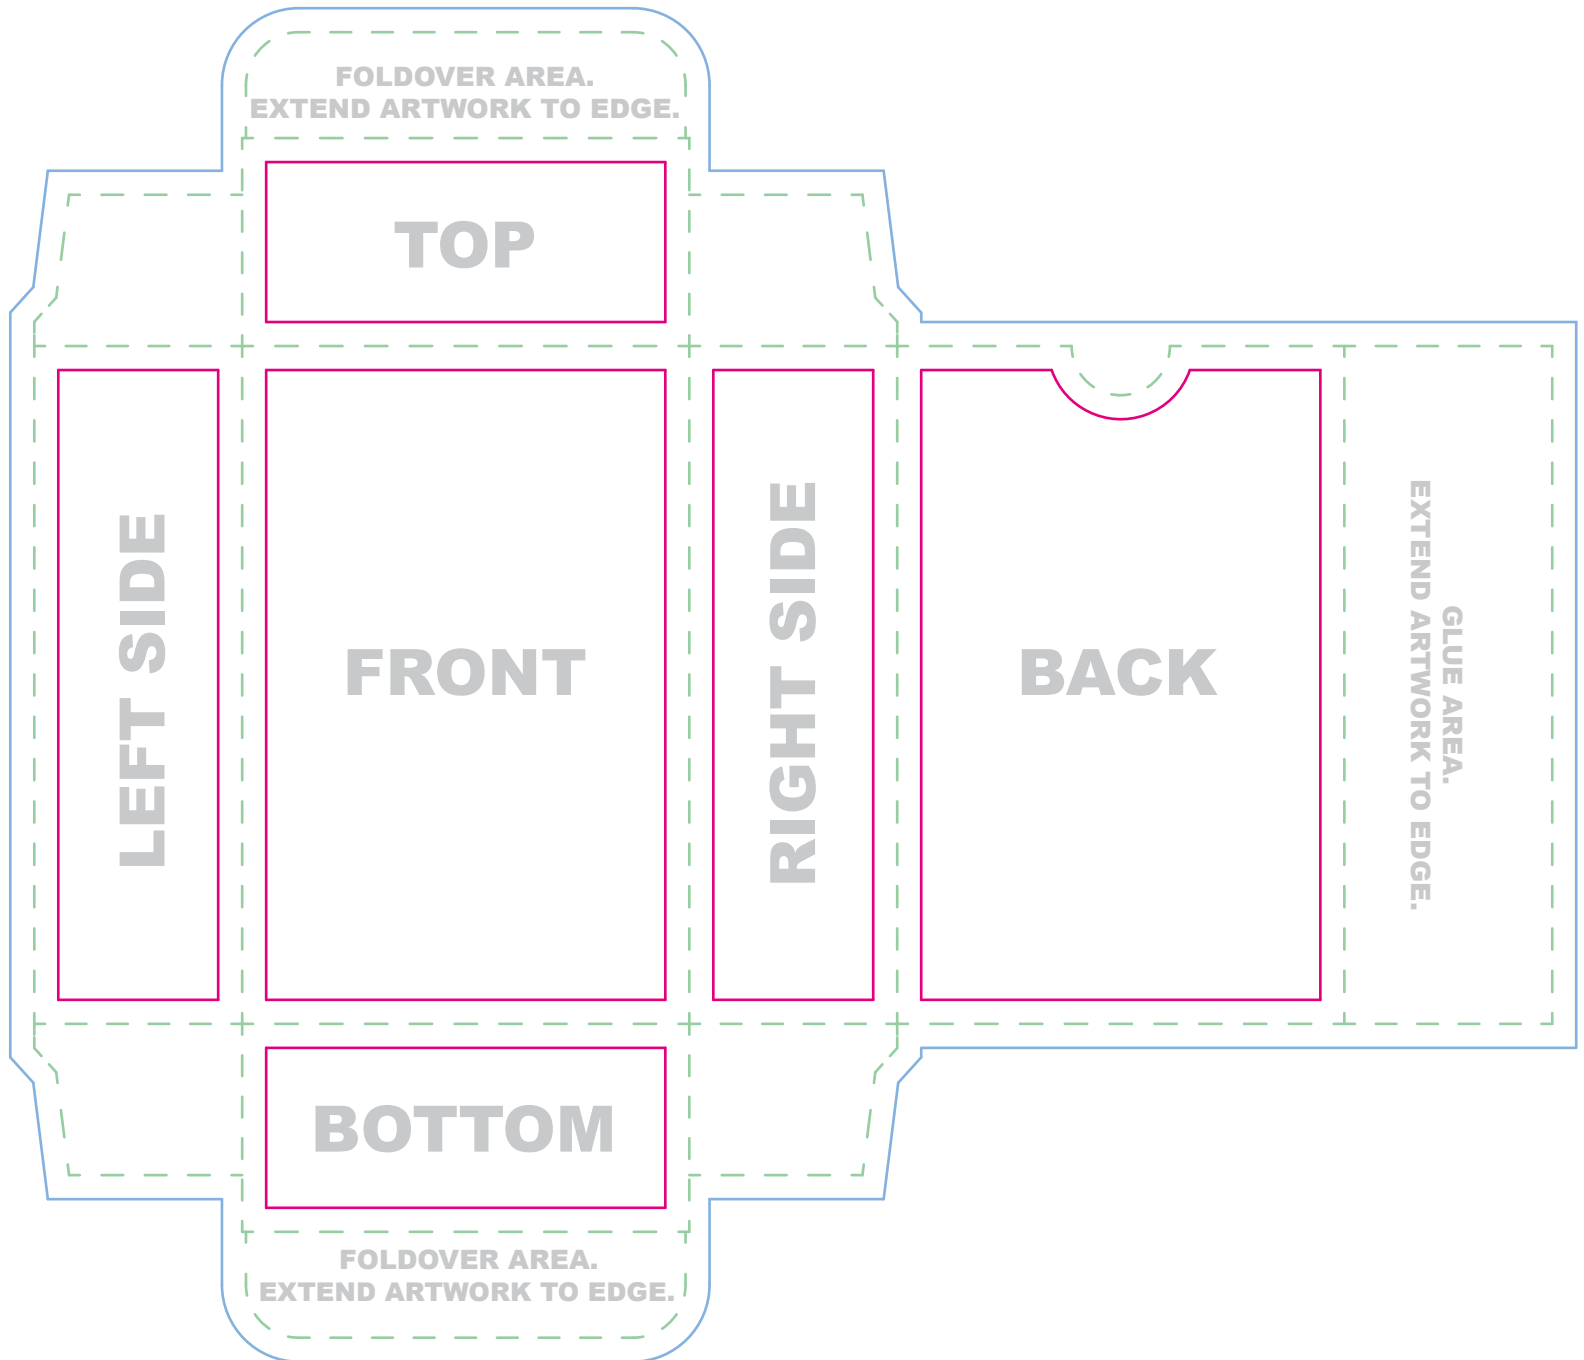 FOLDOVER AREA.
EXTEND ARTWORK TO EDGE.
TOP
LEFT SIDE
FRONT
RIGHT SIDE
BACK
GLUE AREA.
EXTEND ARTWORK TO EDGE.
BOTTOM
FOLDOVER AREA.
EXTEND ARTWORK TO EDGE.